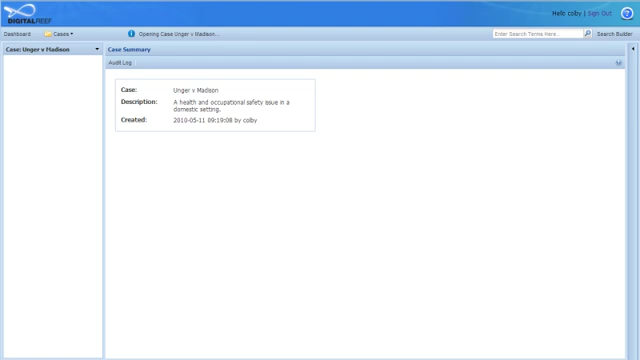 DIGITALREEF
Hello colby | Sign Out
Dashboard Cases Opening Case Unger v Madison... Enter Search Terms Here... Search Builder
Case: Unger v Madison
Case Summary
Audit Log
Case: Unger v Madison
Description: A health and occupational safety issue in a
domestic setting.
Created: 2010-05-11 09:19:08 by colby